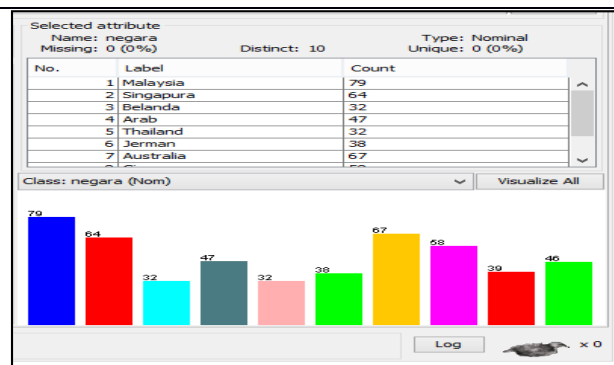 Selected attribute
Name: negara Type: Nominal
Missing: 0 (0%) Distinct: 10 Unique: 0 (0%)
No. Label Count
1 Malaysia 79
2 Singapura 64
3 Belanda 32
4 Arab 47
5 Thailand 32
6 Jerman 38
7 Australia 67
Class: negara (Nom) Visualize All
79 64 32 47 32 38 67 58 39 46
Log x 0